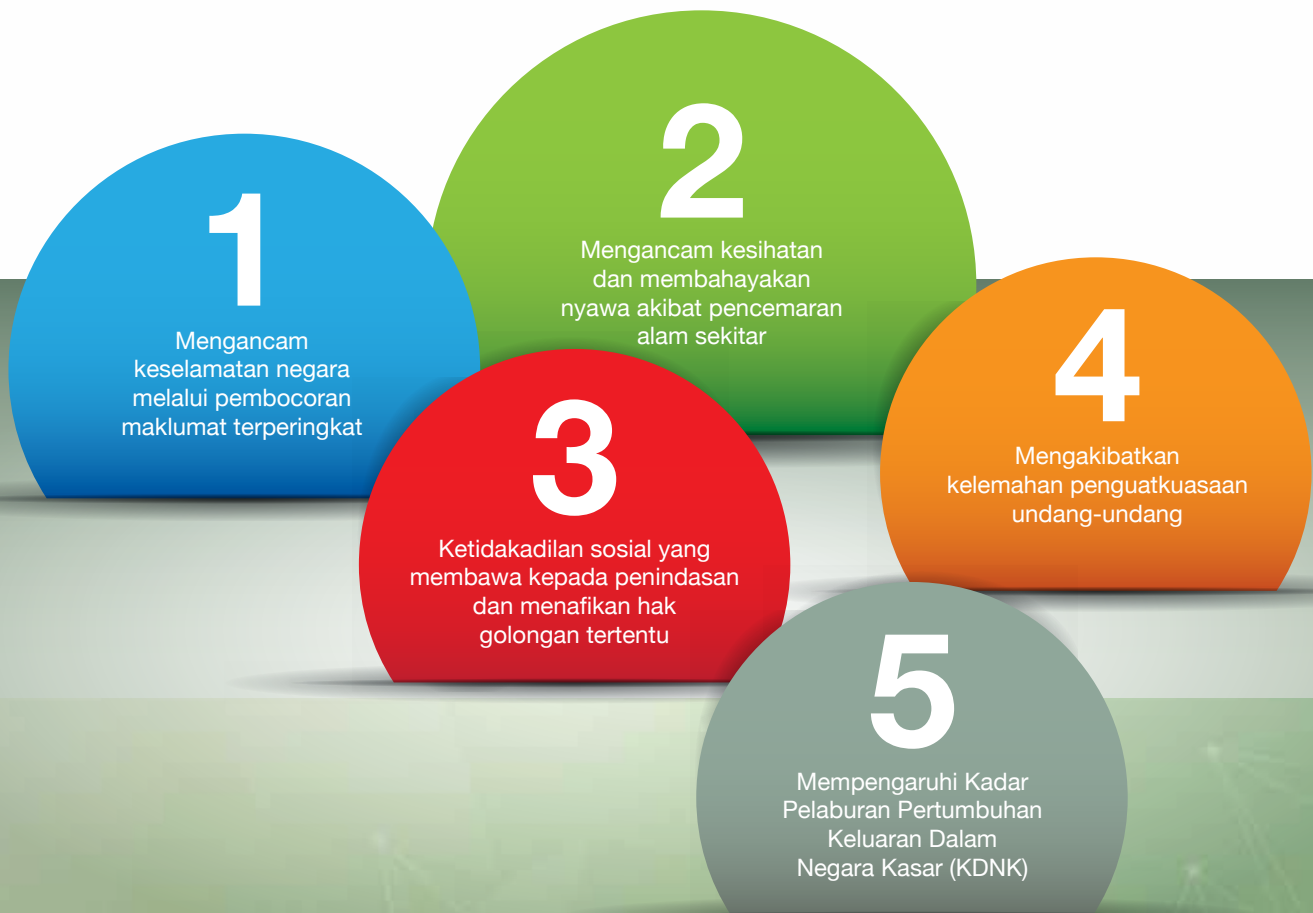 1
Mengancam
keselamatan negara
melalui pembocoran
maklumat terperingkat
2
Mengancam kesihatan
dan membahayakan
nyawa akibat pencemaran
alam sekitar
3
Ketidakadilan sosial yang
membawa kepada penindasan
dan menafikan hak
golongan tertentu
4
Mengakibatkan
kelemahan penguatkuasaan
undang-undang
5
Mempengaruhi Kadar
Pelaburan Pertumbuhan
Keluaran Dalam
Negara Kasar (KDNK)